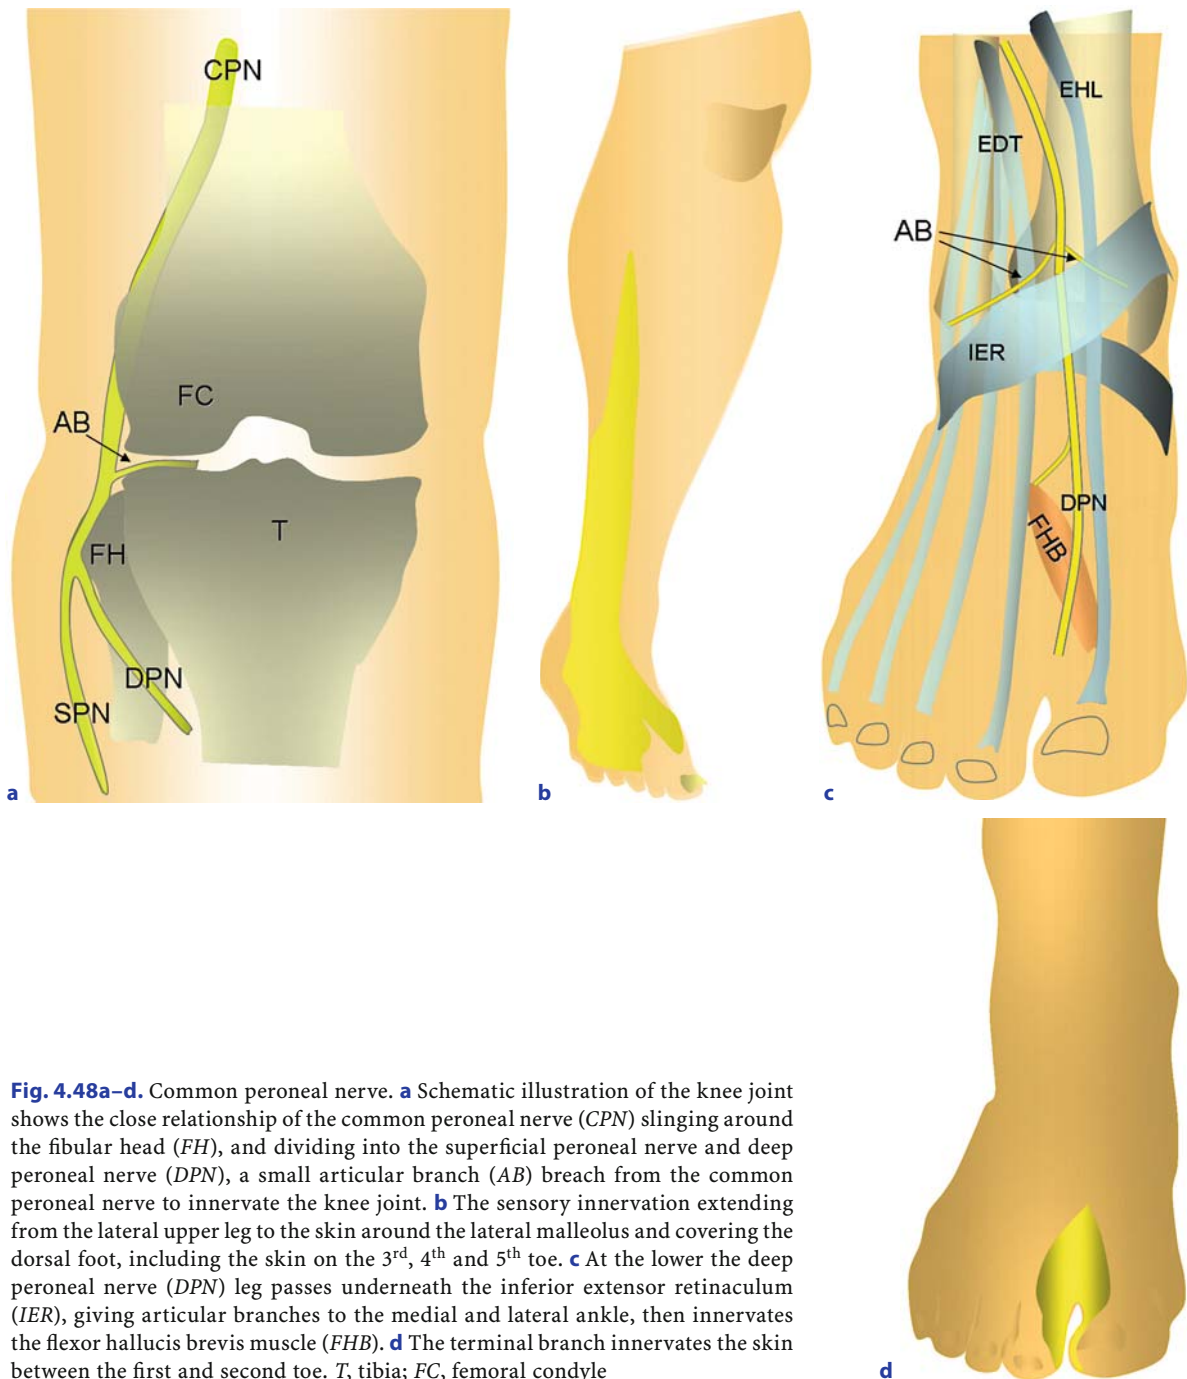 CPN
FC
AB
FH
T
DPN
SPN
a
b
EHL
EDT
AB
IER
DPN
FHB
c
Fig. 4.48a–d. Common peroneal nerve. a Schematic illustration of the knee joint
shows the close relationship of the common peroneal nerve (CPN) slinging around
the fibular head (FH), and dividing into the superficial peroneal nerve and deep
peroneal nerve (DPN), a small articular branch (AB) breach from the common
peroneal nerve to innervate the knee joint. b The sensory innervation extending
from the lateral upper leg to the skin around the lateral malleolus and covering the
dorsal foot, including the skin on the 3rd, 4th and 5th toe. c At the lower the deep
peroneal nerve (DPN) leg passes underneath the inferior extensor retinaculum
(IER), giving articular branches to the medial and lateral ankle, then innervates
the flexor hallucis brevis muscle (FHB). d The terminal branch innervates the skin
between the first and second toe. T, tibia; FC, femoral condyle
d